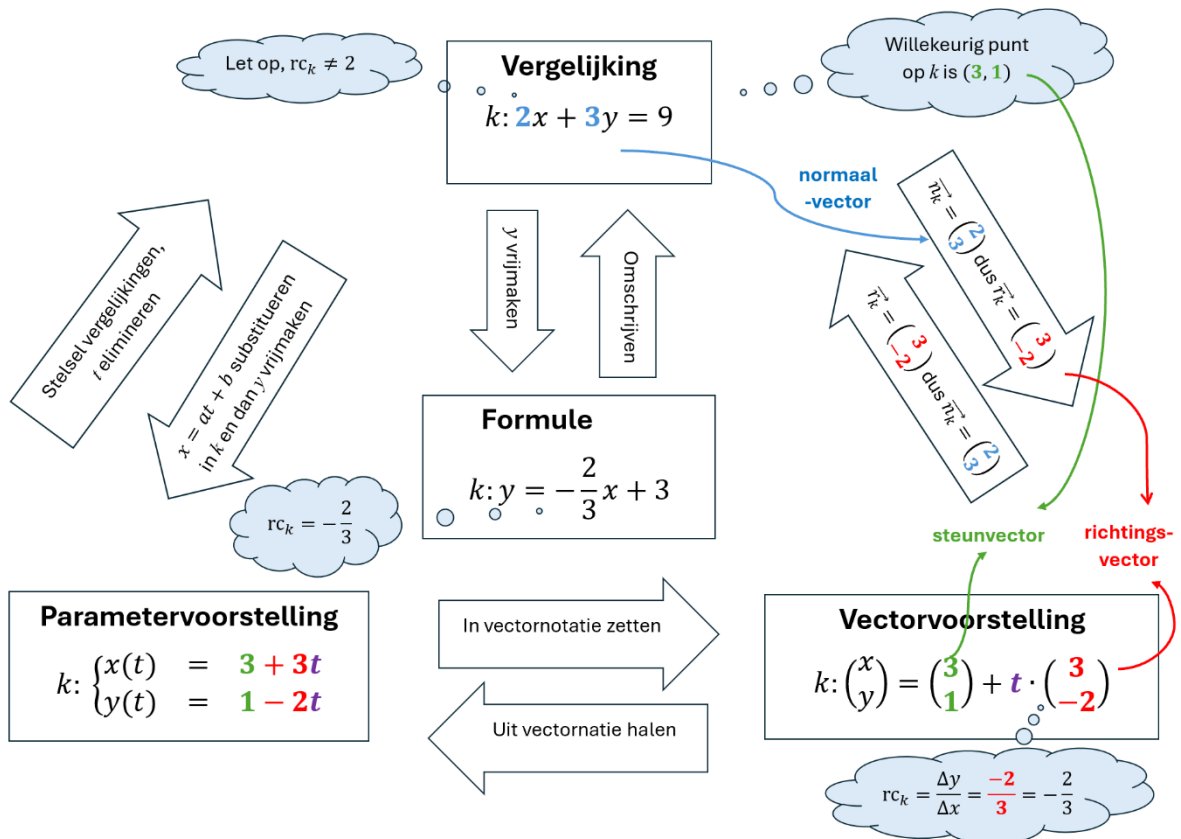 Let op, rc_k ≠ 2
Vergelijking
k: 2x + 3y = 9
Willekeurig punt
op k is (3, 1)
normaal
-vector
Stelsel vergelijkingen,
t elimineren
x = at + b substitueren
in k en dan y vrijmaken
y vrijmaken
Omschrijven
n_k→ = (2 3) dus r_k→ = (3 −2)
r_k→ = (3 −2) dus n_k→ = (2 3)
Formule
k: y = −2/3 x + 3
rc_k = −2/3
steunvector
richtings-
vector
Parametervoorstelling
k: { x(t) = 3 + 3t
y(t) = 1 − 2t
In vectornotatie zetten
Uit vectornatie halen
Vectorvoorstelling
k: (x y) = (3 1) + t · (3 −2)
rc_k = Δy/Δx = −2/3 = −2/3